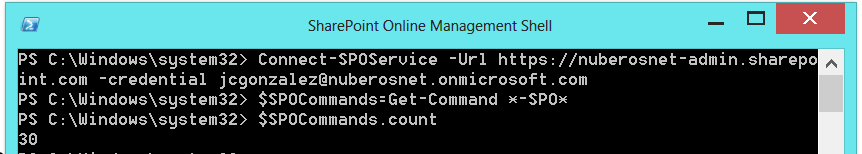 SharePoint Online Management Shell
PS C:\Windows\system32> Connect-SPOService -Url https://nuberosnet-admin.sharepo
int.com -credential jcgonzalez@nuberosnet.onmicrosoft.com
PS C:\Windows\system32> $SPOCommands=Get-Command *-SPO*
PS C:\Windows\system32> $SPOCommands.count
30